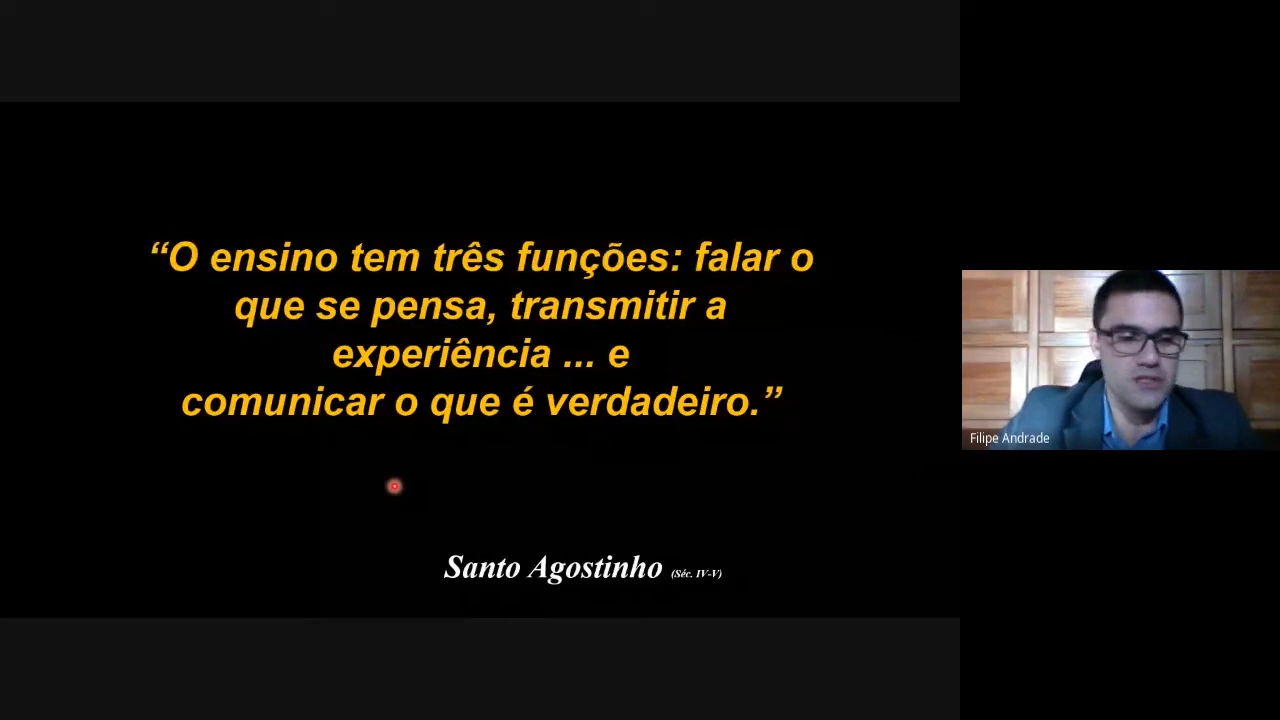 “O ensino tem três funções: falar o
que se pensa, transmitir a
experiência ... e
comunicar o que é verdadeiro.”
Santo Agostinho (Séc. IV-V)
Filipe Andrade